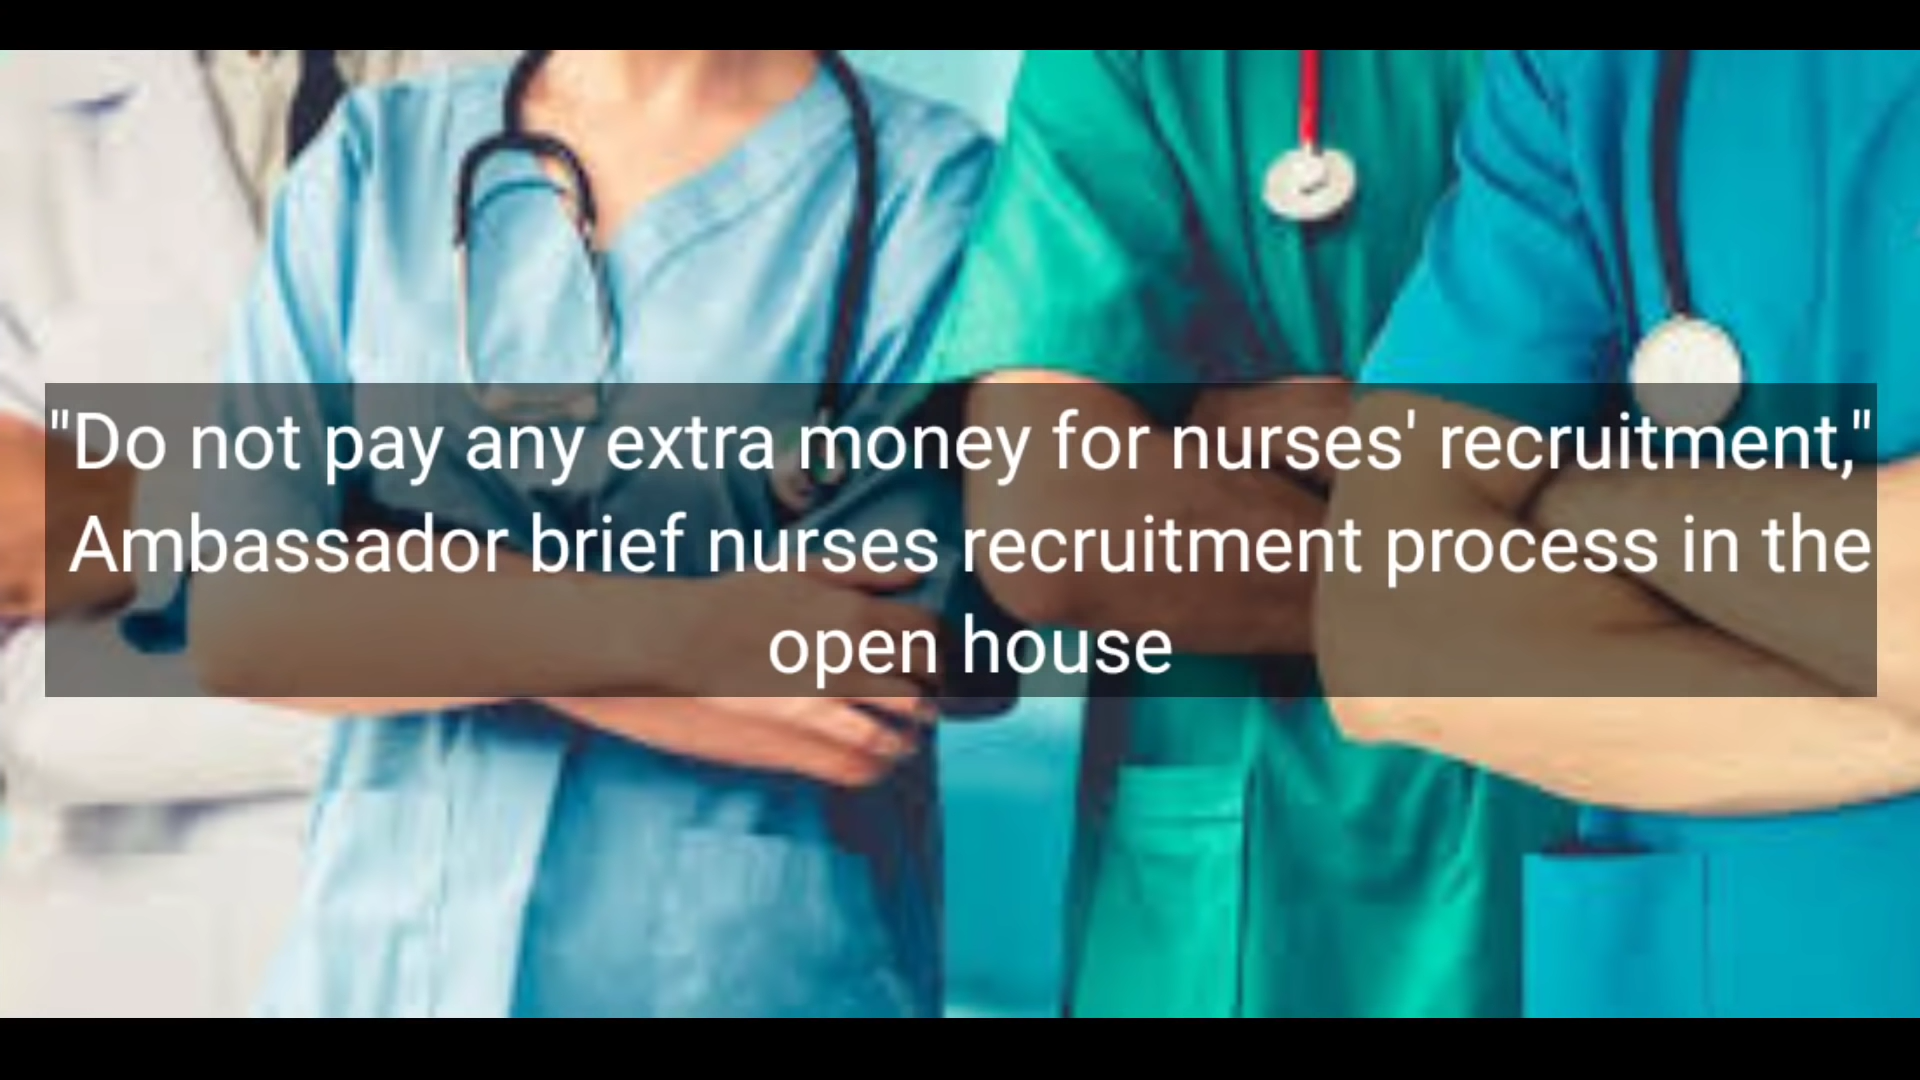 "Do not pay any extra money for nurses' recruitment,"
Ambassador brief nurses recruitment process in the
open house